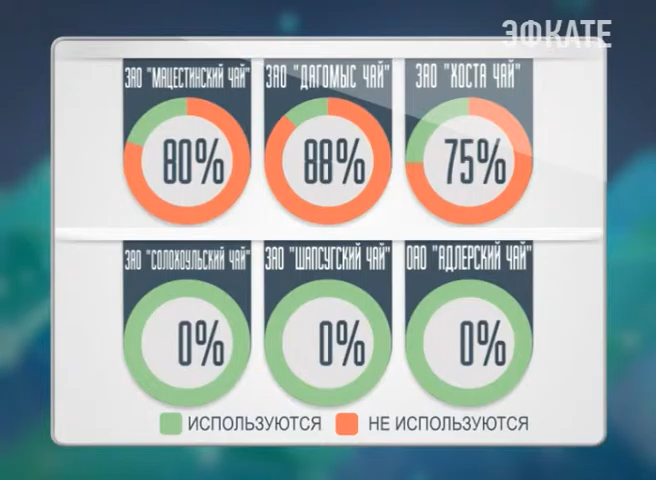 ЭФКАТЕ
ЗАО "МАЦЕСТИНСКИЙ ЧАЙ"
80%
ЗАО "ДАГОМЫС ЧАЙ"
88%
ЗАО "ХОСТА ЧАЙ"
75%
ЗАО "СОЛОХОУЛЬСКИЙ ЧАЙ"
0%
ЗАО "ШАПСУГСКИЙ ЧАЙ"
0%
ОАО "АДЛЕРСКИЙ ЧАЙ"
0%
ИСПОЛЬЗУЮТСЯ
НЕ ИСПОЛЬЗУЮТСЯ